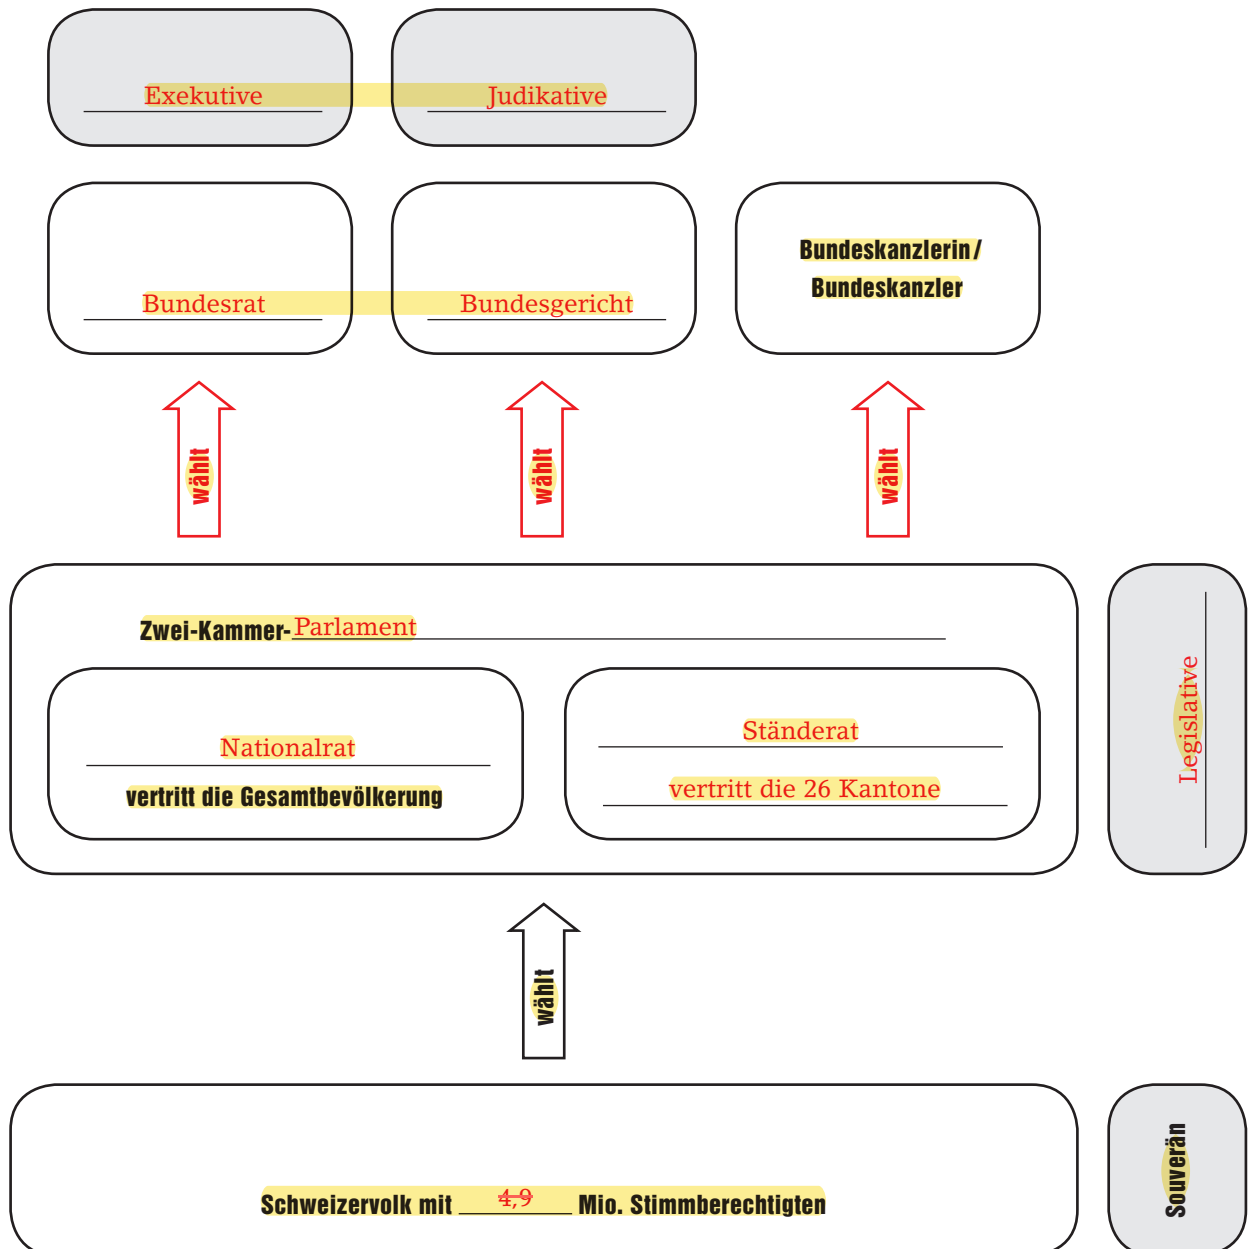 Exekutive
Judikative
Bundesrat
Bundesgericht
Bundeskanzlerin/
Bundeskanzler
wählt
wählt
wählt
Zwei-Kammer-Parlament
Nationalrat
vertritt die Gesamtbevölkerung
Ständerat
vertritt die 26 Kantone
Legislative
wählt
Schweizervolk mit 4,9 Mio. Stimmberechtigten
Souverän